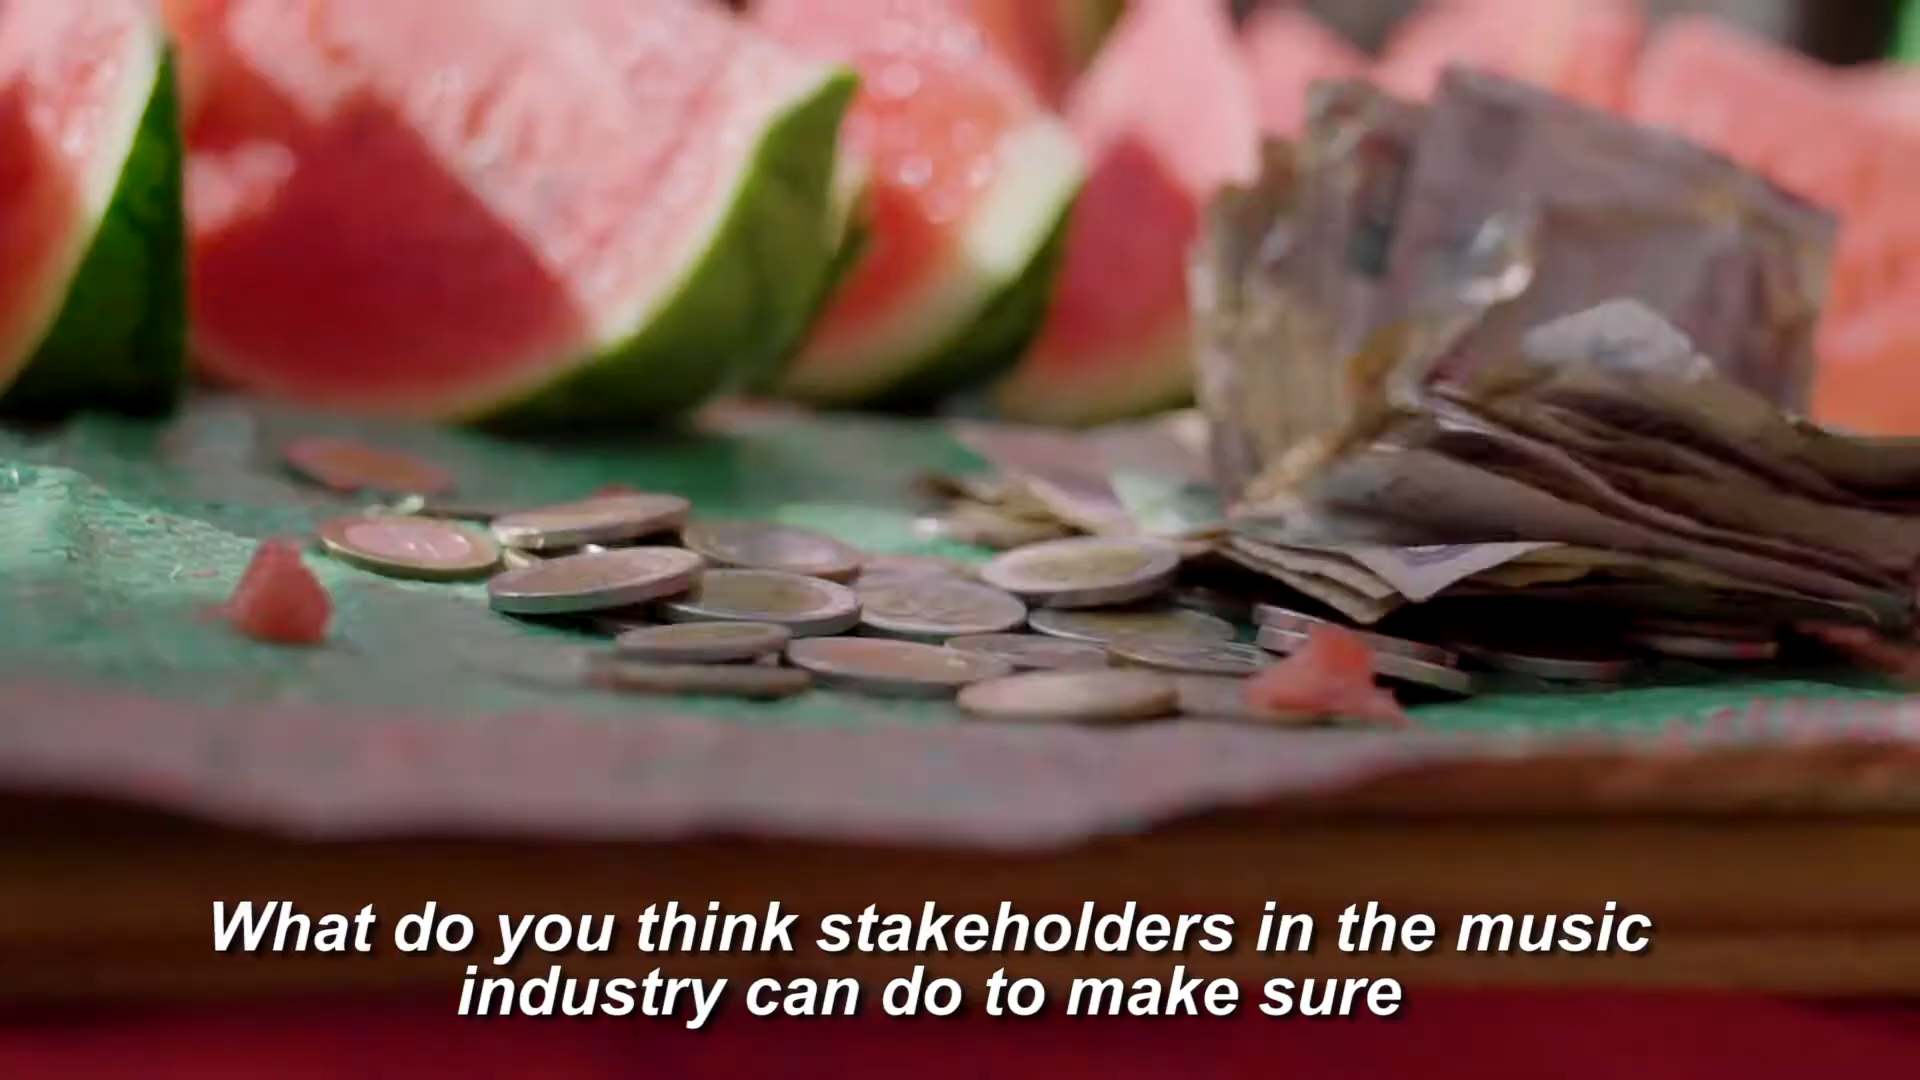 What do you think stakeholders in the music
industry can do to make sure